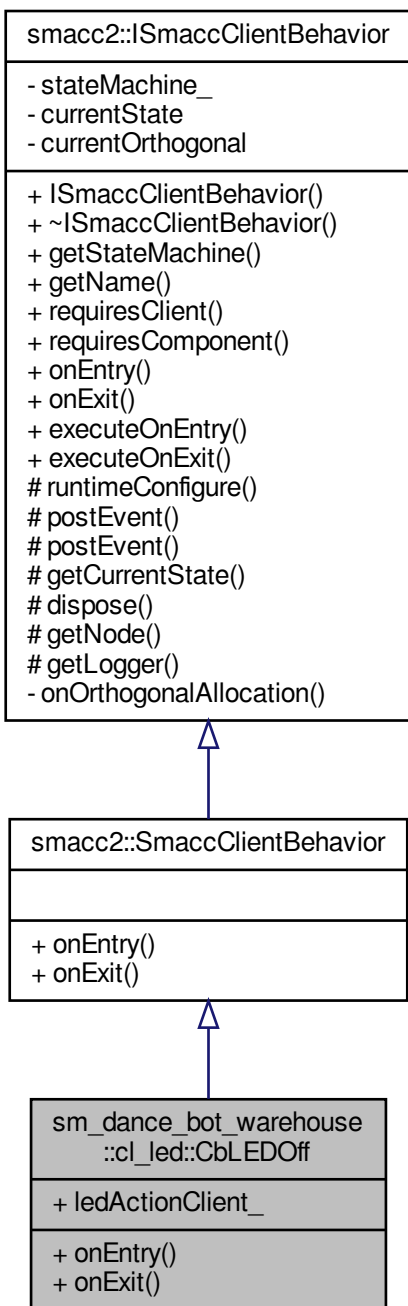 smacc2::ISmaccClientBehavior
- stateMachine_
- currentState
- currentOrthogonal
+ ISmaccClientBehavior()
+ ~ISmaccClientBehavior()
+ getStateMachine()
+ getName()
+ requiresClient()
+ requiresComponent()
+ onEntry()
+ onExit()
+ executeOnEntry()
+ executeOnExit()
# runtimeConfigure()
# postEvent()
# postEvent()
# getCurrentState()
# dispose()
# getNode()
# getLogger()
- onOrthogonalAllocation()
smacc2::SmaccClientBehavior
+ onEntry()
+ onExit()
sm_dance_bot_warehouse
::cl_led::CbLEDOff
+ ledActionClient_
+ onEntry()
+ onExit()